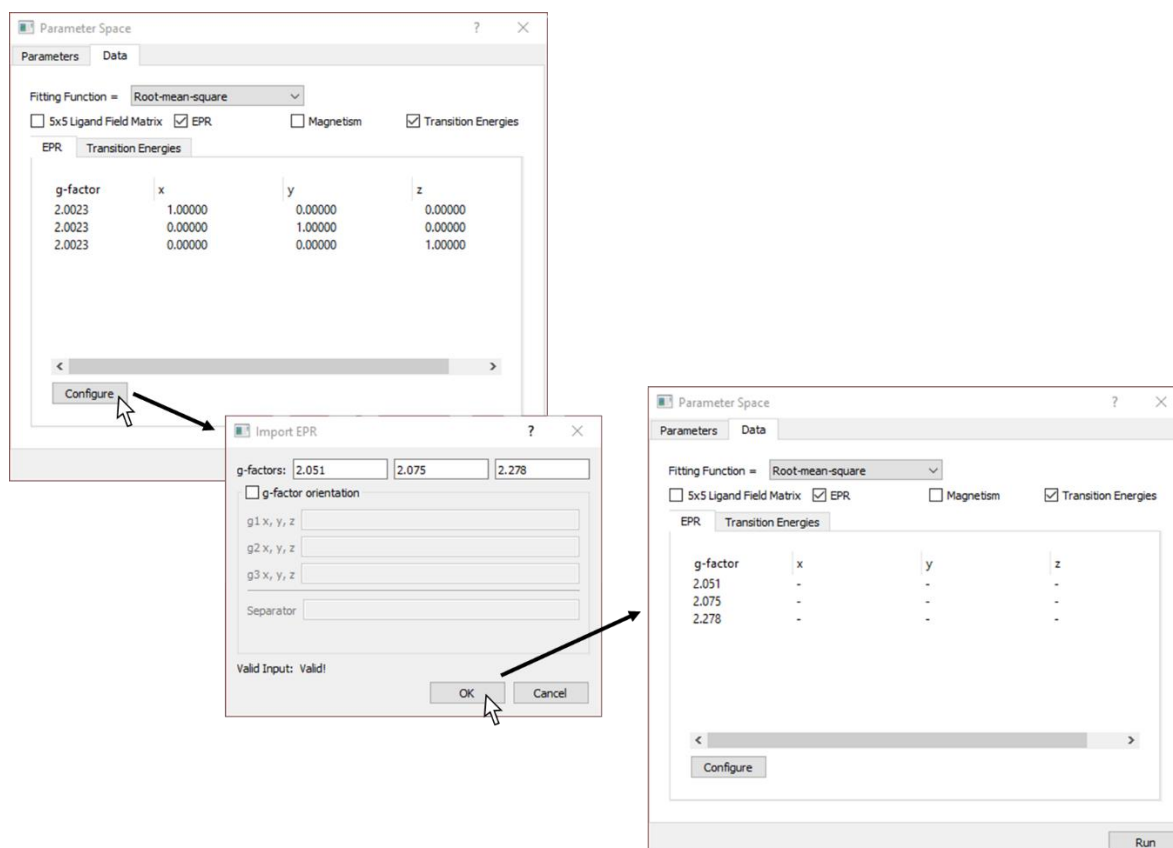 Parameter Space ?
Parameters Data
Fitting Function = Root-mean-square
5x5 Ligand Field Matrix EPR Magnetism Transition Energies
EPR Transition Energies
g-factor x y z
2.0023 1.00000 0.00000 0.00000
2.0023 0.00000 1.00000 0.00000
2.0023 0.00000 0.00000 1.00000
Configure
Import EPR ?
g-factors: 2.051 2.075 2.278
g-factor orientation
g1 x, y, z
g2 x, y, z
g3 x, y, z
Separator
Valid Input: Valid!
OK Cancel
Parameter Space ?
Parameters Data
Fitting Function = Root-mean-square
5x5 Ligand Field Matrix EPR Magnetism Transition Energies
EPR Transition Energies
g-factor x y z
2.051 - - -
2.075 - - -
2.278 - - -
Configure
Run